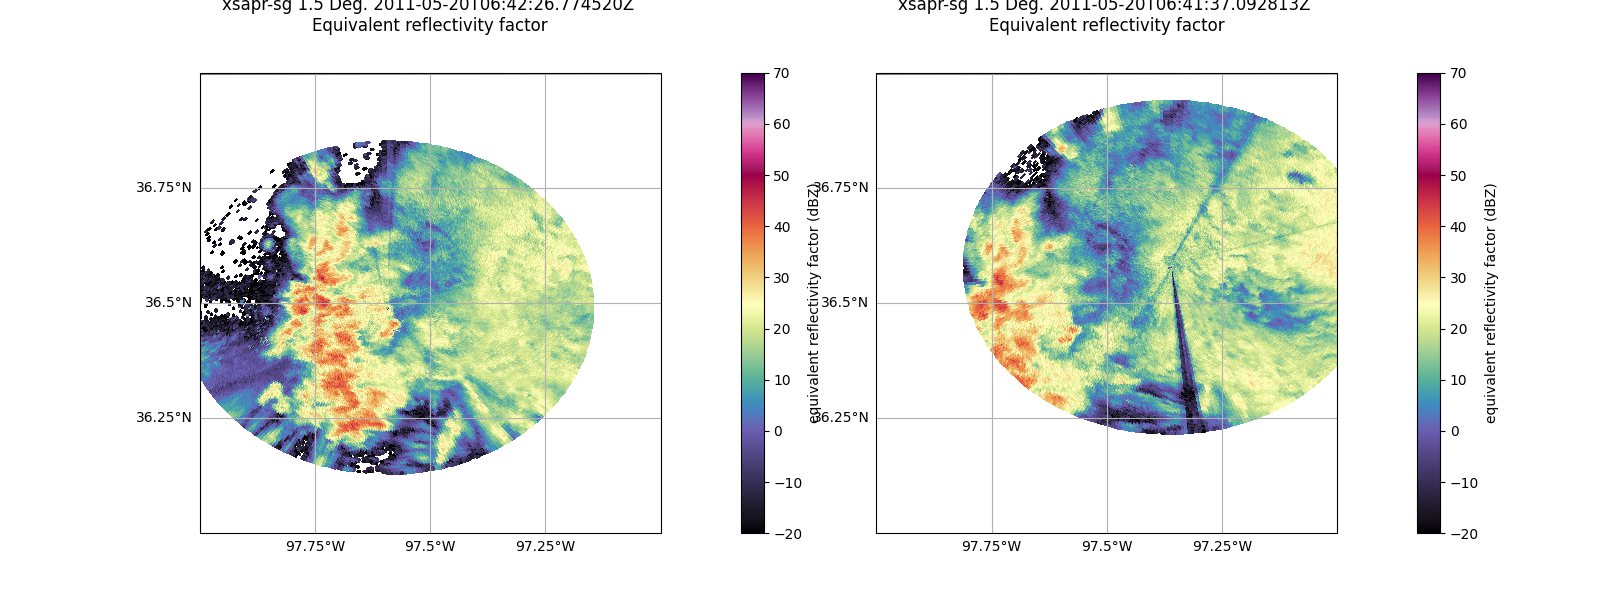 xsapr-sg 1.5 Deg. 2011-05-20T06:42:26.774520Z
Equivalent reflectivity factor
36.75°N
36.5°N
36.25°N
97.75°W 97.5°W 97.25°W
70
60
50
40
30
20
10
0
−10
−20
equivalent reflectivity factor (dBZ)
xsapr-sg 1.5 Deg. 2011-05-20T06:41:37.092813Z
Equivalent reflectivity factor
36.75°N
36.5°N
36.25°N
97.75°W 97.5°W 97.25°W
70
60
50
40
30
20
10
0
−10
−20
equivalent reflectivity factor (dBZ)